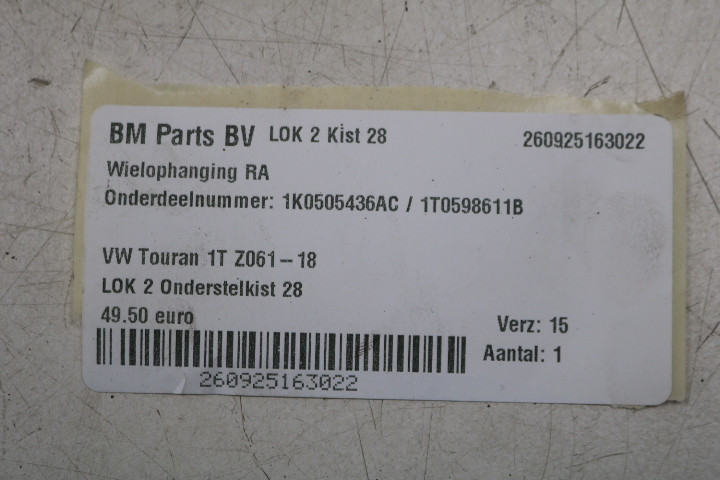 BM Parts BV LOK 2 Kist 28 260925163022
Wielophanging RA
Onderdeelnummer: 1K0505436AC / 1T0598611B
VW Touran 1T Z061-18
LOK 2 Onderstelkist 28
49.50 euro
Verz: 15
Aantal: 1
260925163022